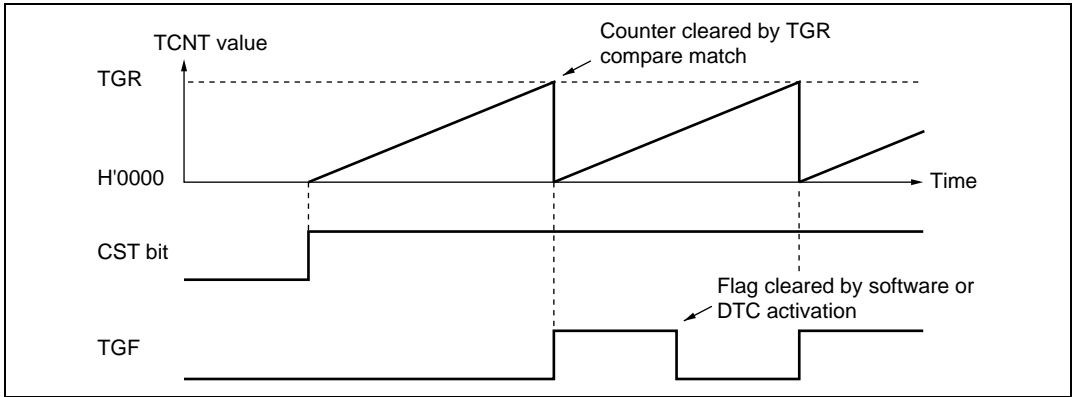 Counter cleared by TGR
compare match
TCNT value
TGR
H'0000
Time
CST bit
Flag cleared by software or
DTC activation
TGF